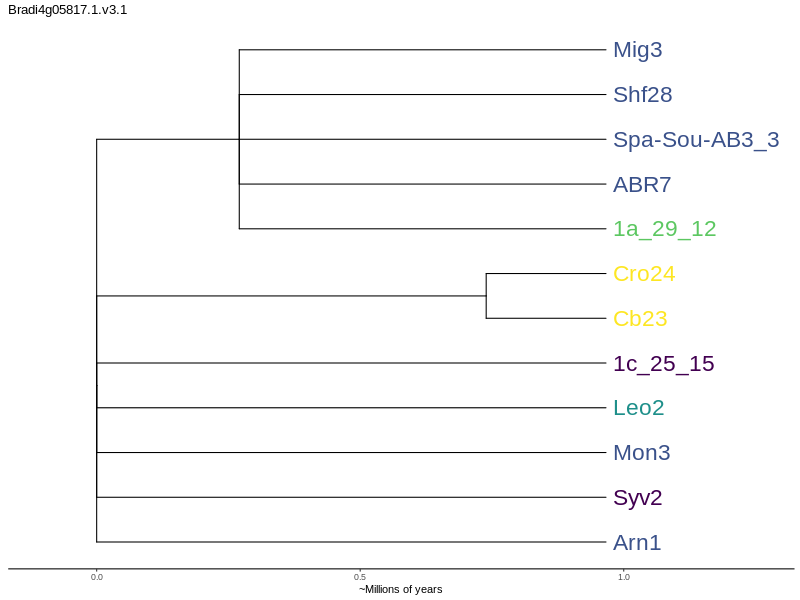 Bradi4g05817.1.v3.1
Mig3
Shf28
Spa-Sou-AB3_3
ABR7
1a_29_12
Cro24
Cb23
1c_25_15
Leo2
Mon3
Syv2
Arn1
0.0 0.5 1.0
~Millions of years